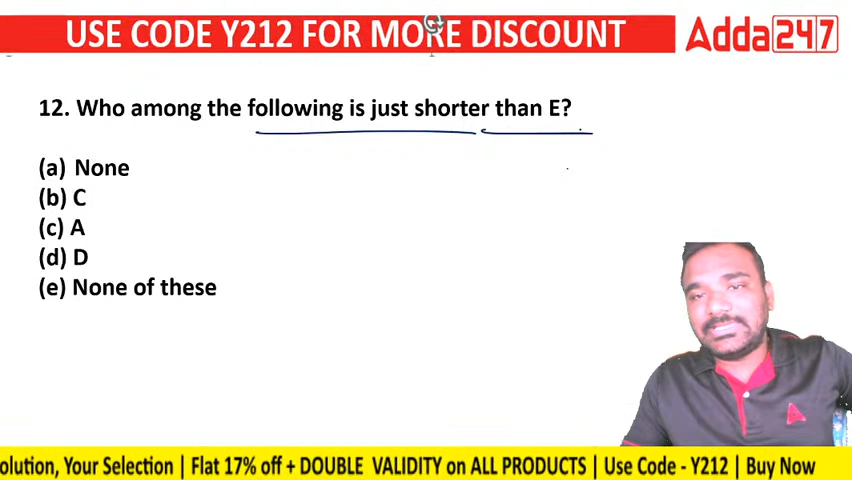 USE CODE Y212 FOR MORE DISCOUNT
Adda247
12. Who among the following is just shorter than E?
(a) None
(b) C
(c) A
(d) D
(e) None of these
olution, Your Selection | Flat 17% off + DOUBLE VALIDITY on ALL PRODUCTS | Use Code - Y212 | Buy Now